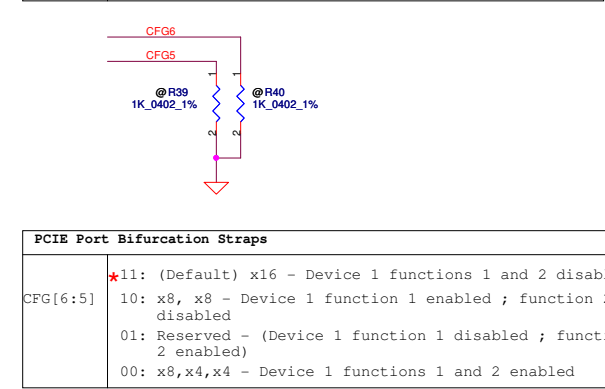 CFG6
CFG5
1
1
@R39
@R40
1K_0402_1%
1K_0402_1%
2
2
PCIE Port Bifurcation Straps
*11: (Default) x16 - Device 1 functions 1 and 2
CFG[6:5]
10: x8, x8 - Device 1 function 1 enabled ; function
disabled
01: Reserved - (Device 1 function 1 disabled ;
2 enabled)
00: x8,x4,x4 - Device 1 functions 1 and 2 enabled